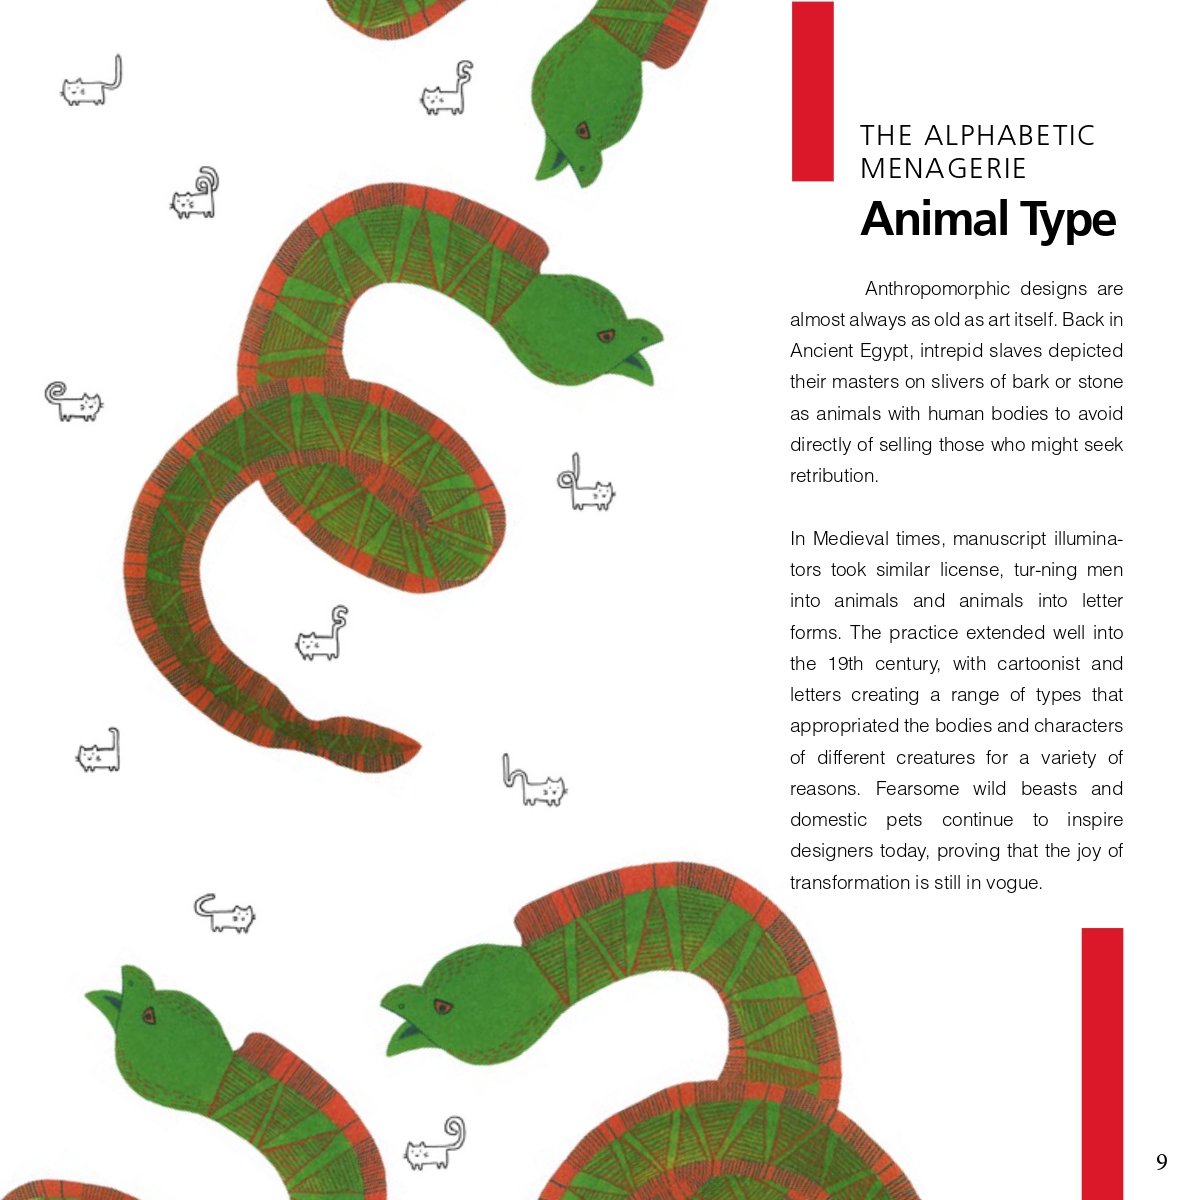 THE ALPHABETIC
MENAGERIE
Animal Type
Anthropomorphic designs are
almost always as old as art itself. Back in
Ancient Egypt, intrepid slaves depicted
their masters on slivers of bark or stone
as animals with human bodies to avoid
directly of selling those who might seek
retribution.
In Medieval times, manuscript illumina-
tors took similar license, tur-ning men
into animals and animals into letter
forms. The practice extended well into
the 19th century, with cartoonist and
letters creating a range of types that
appropriated the bodies and characters
of different creatures for a variety of
reasons. Fearsome wild beasts and
domestic pets continue to inspire
designers today, proving that the joy of
transformation is still in vogue.
9